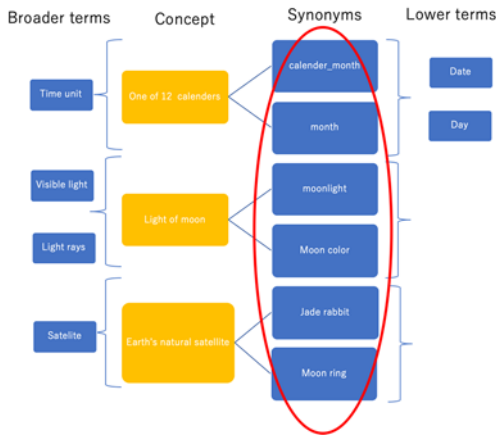 Broader terms
Concept
Synonyms
Lower terms
Time unit
One of 12 calenders
calender_month
month
Date
Day
Visible light
Light rays
Light of moon
moonlight
Moon color
Satelite
Earth's natural satellite
Jade rabbit
Moon ring